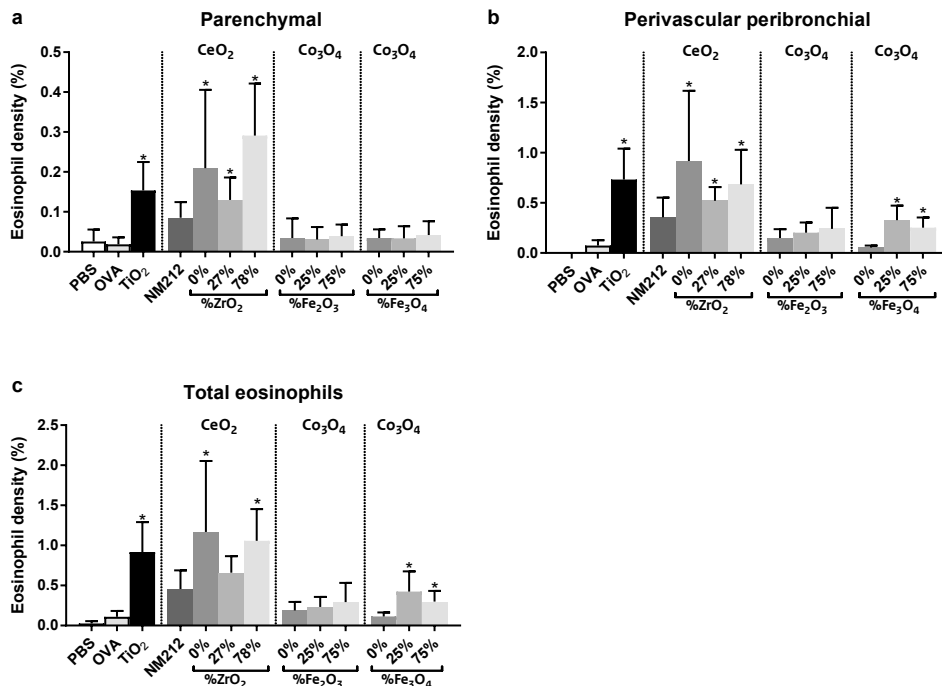 a
Parenchymal
CeO₂ Co₃O₄ Co₃O₄
Eosinophil density (%)
0.5
0.4
0.3
0.2
0.1
0.0
* * * *
PBS OVA TiO₂ NM212 0% 27% 78% 0% 25% 75% 0% 25% 75%
%ZrO₂ %Fe₂O₃ %Fe₃O₄
b
Perivascular peribronchial
CeO₂ Co₃O₄ Co₃O₄
Eosinophil density (%)
2.0
1.5
1.0
0.5
0.0
* * * * * *
PBS OVA TiO₂ NM212 0% 27% 78% 0% 25% 75% 0% 25% 75%
%ZrO₂ %Fe₂O₃ %Fe₃O₄
c
Total eosinophils
CeO₂ Co₃O₄ Co₃O₄
Eosinophil density (%)
2.5
2.0
1.5
1.0
0.5
0.0
* * * * *
PBS OVA TiO₂ NM212 0% 27% 78% 0% 25% 75% 0% 25% 75%
%ZrO₂ %Fe₂O₃ %Fe₃O₄